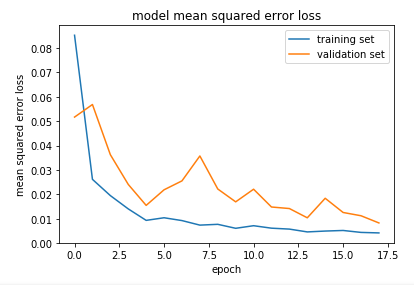 model mean squared error loss
training set
validation set
mean squared error loss
0.08
0.07
0.06
0.05
0.04
0.03
0.02
0.01
0.00
0.0 2.5 5.0 7.5 10.0 12.5 15.0 17.5
epoch